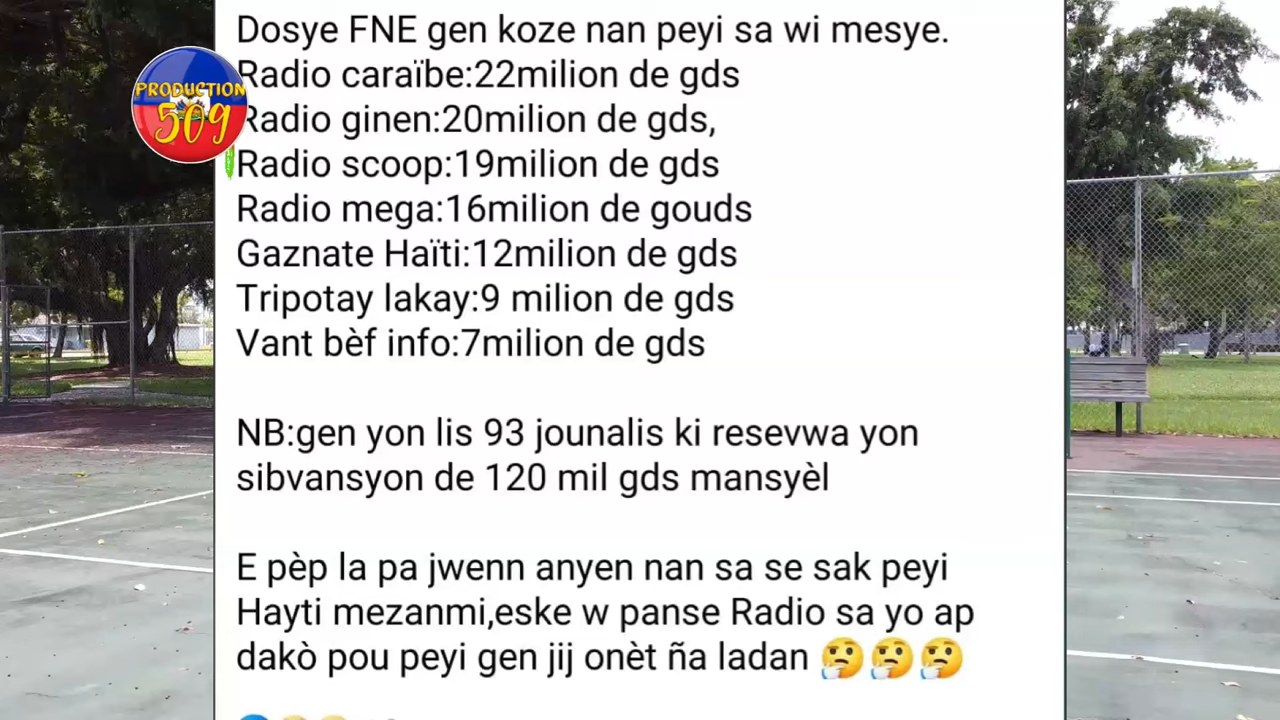 Dosye FNE gen koze nan peyi sa wi mesye.
Radio caraïbe:22milion de gds
Radio ginen:20milion de gds,
Radio scoop:19milion de gds
Radio mega:16milion de gouds
Gaznate Haïti:12milion de gds
Tripotay lakay:9 milion de gds
Vant bèf info:7milion de gds
NB:gen yon lis 93 jounalis ki resevwa yon
sibvansyon de 120 mil gds mansyèl
E pèp la pa jwenn anyen nan sa se sak peyi
Hayti mezanmi,eske w panse Radio sa yo ap
dakò pou peyi gen jij onèt ña ladan 🤔🤔🤔
PRODUCTION
509